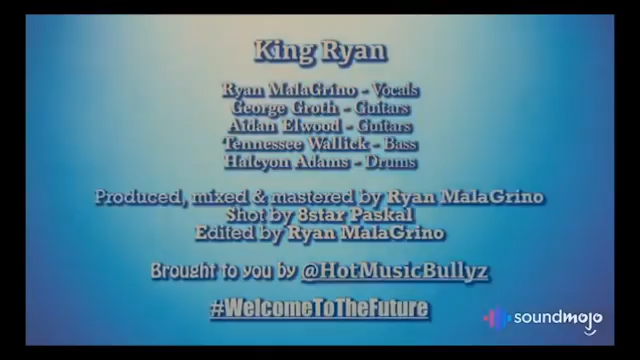 King Ryan
Ryan MalaGrino - Vocals
George Groth - Guitars
Aidan Elwood - Guitars
Tennessee Wallick - Bass
Halcyon Adams - Drums
Produced, mixed & mastered by Ryan MalaGrino
Shot by 8star Paskal
Edited by Ryan MalaGrino
Brought to you by @HotMusicBullyz
#WelcomeToTheFuture
soundmojo